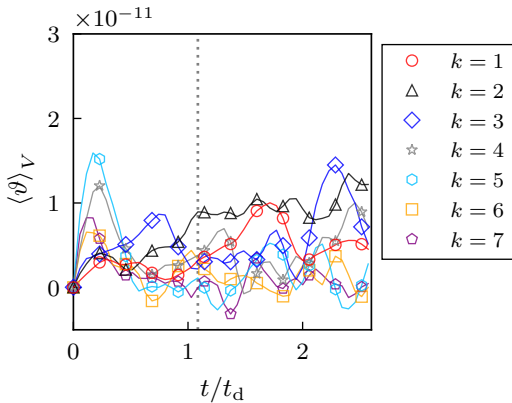 ×10⁻¹¹
3
2
1
0
⟨ϑ⟩_V
0 1 2
t/t_d
k = 1
k = 2
k = 3
k = 4
k = 5
k = 6
k = 7